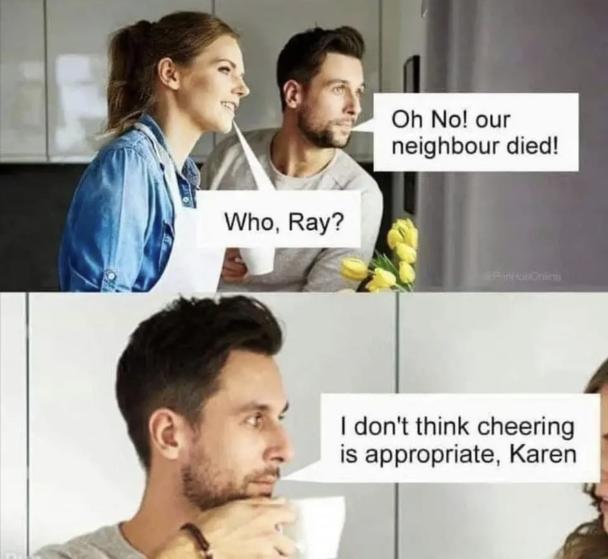 Oh No! our
neighbour died!
Who, Ray?
I don't think cheering
is appropriate, Karen